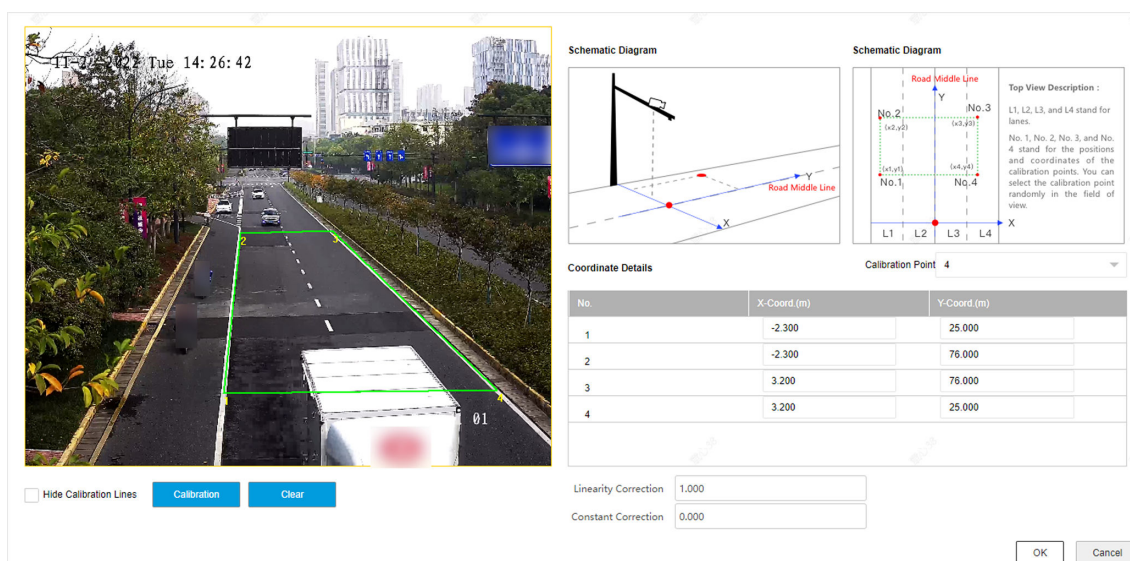 11-22-2022 Tue 14:26:42
2
3
1
4
01
Hide Calibration Lines
Calibration
Clear
Schematic Diagram
Y
Road Middle Line
X
Schematic Diagram
Road Middle Line
Y
No.2
No.3
(x2,y2)
(x3,y3)
(x1,y1)
(x4,y4)
No.1
No.4
X
L1
L2
L3
L4
Top View Description :
L1, L2, L3, and L4 stand for
lanes.
No. 1, No. 2, No. 3, and No.
4 stand for the positions
and coordinates of the
calibration points. You can
select the calibration point
randomly in the field of
view.
Coordinate Details
Calibration Point 4
No. X-Coord.(m) Y-Coord.(m)
1 -2.300 25.000
2 -2.300 76.000
3 3.200 76.000
4 3.200 25.000
Linearity Correction 1.000
Constant Correction 0.000
OK
Cancel